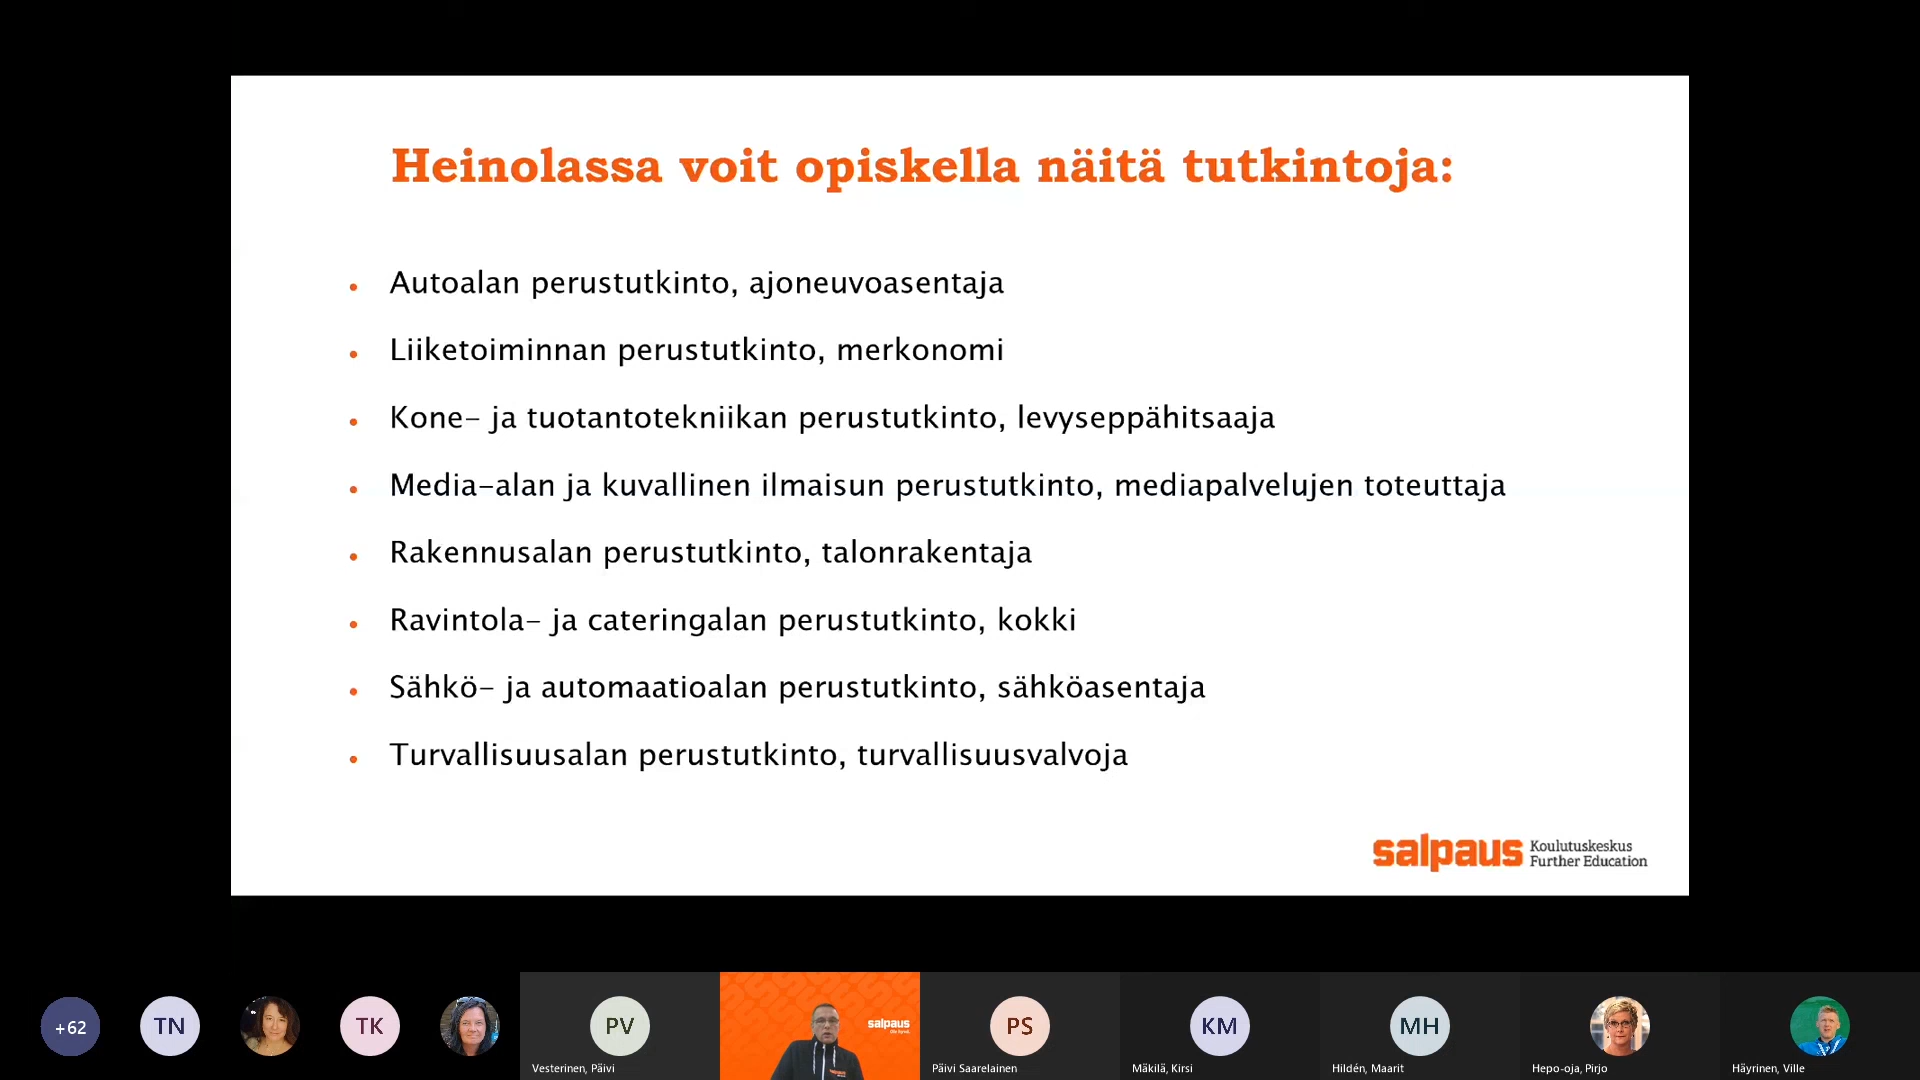 Heinolassa voit opiskella näitä tutkintoja:
• Autoalan perustutkinto, ajoneuvoasentaja
• Liiketoiminnan perustutkinto, merkonomi
• Kone- ja tuotantotekniikan perustutkinto, levyseppähitsaaja
• Media-alan ja kuvallinen ilmaisun perustutkinto, mediapalvelujen toteuttaja
• Rakennusalan perustutkinto, talonrakentaja
• Ravintola- ja cateringalan perustutkinto, kokki
• Sähkö- ja automaatioalan perustutkinto, sähköasentaja
• Turvallisuusalan perustutkinto, turvallisuusvalvoja
salpaus Koulutuskeskus
Further Education
+62
TN
TK
PV
Vesterinen, Päivi
salpaus
PS
Päivi Saarelainen
KM
Mäkilä, Kirsi
MH
Hildén, Maarit
Hepo-oja, Pirjo
Häyrinen, Ville